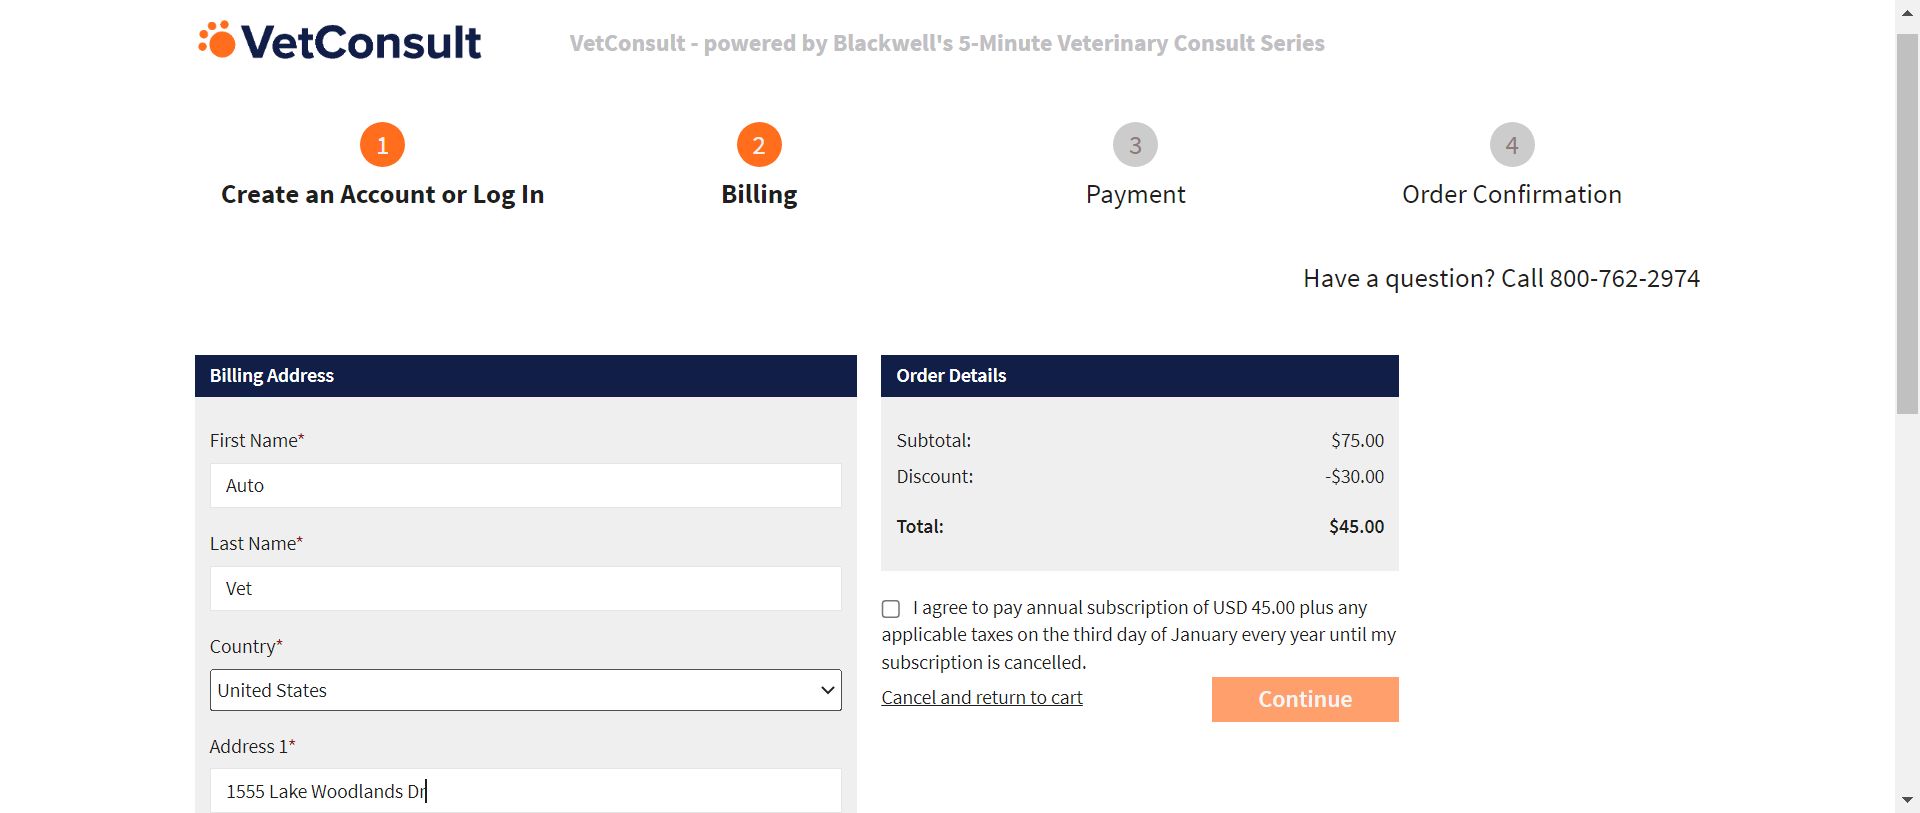 VetConsult
VetConsult - powered by Blackwell's 5-Minute Veterinary Consult Series
1
2
3
4
Create an Account or Log In
Billing
Payment
Order Confirmation
Have a question? Call 800-762-2974
Billing Address
First Name*
Auto
Last Name*
Vet
Country*
United States
Address 1*
1555 Lake Woodlands Dr
Order Details
Subtotal: $75.00
Discount: -$30.00
Total: $45.00
I agree to pay annual subscription of USD 45.00 plus any
applicable taxes on the third day of January every year until my
subscription is cancelled.
Cancel and return to cart
Continue